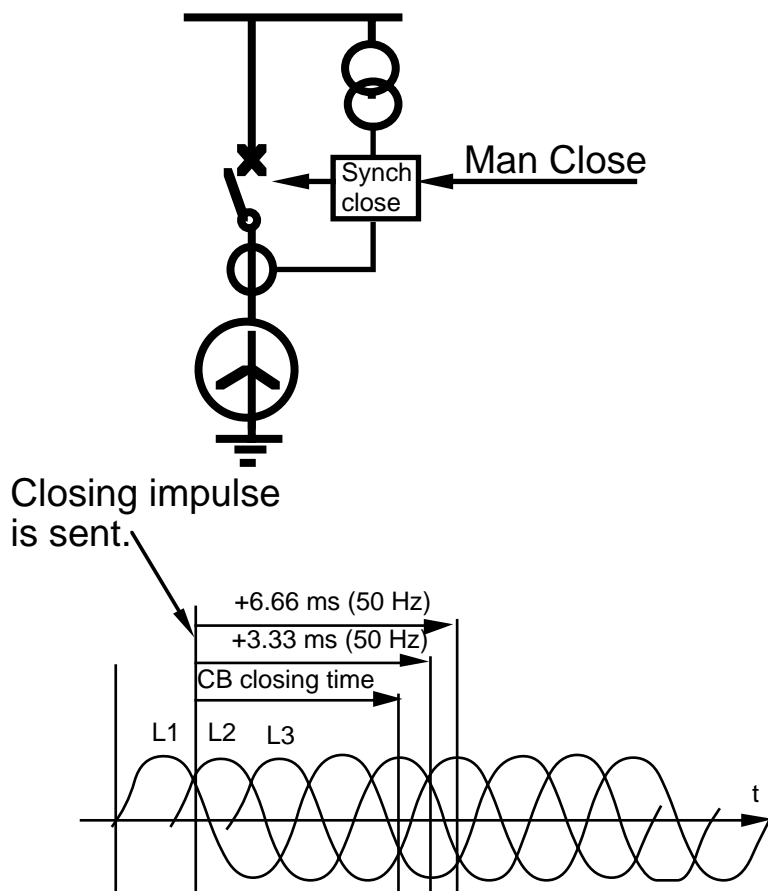 Synch
close
Man Close
Closing impulse
is sent.
+6.66 ms (50 Hz)
+3.33 ms (50 Hz)
CB closing time
L1 L2 L3
t